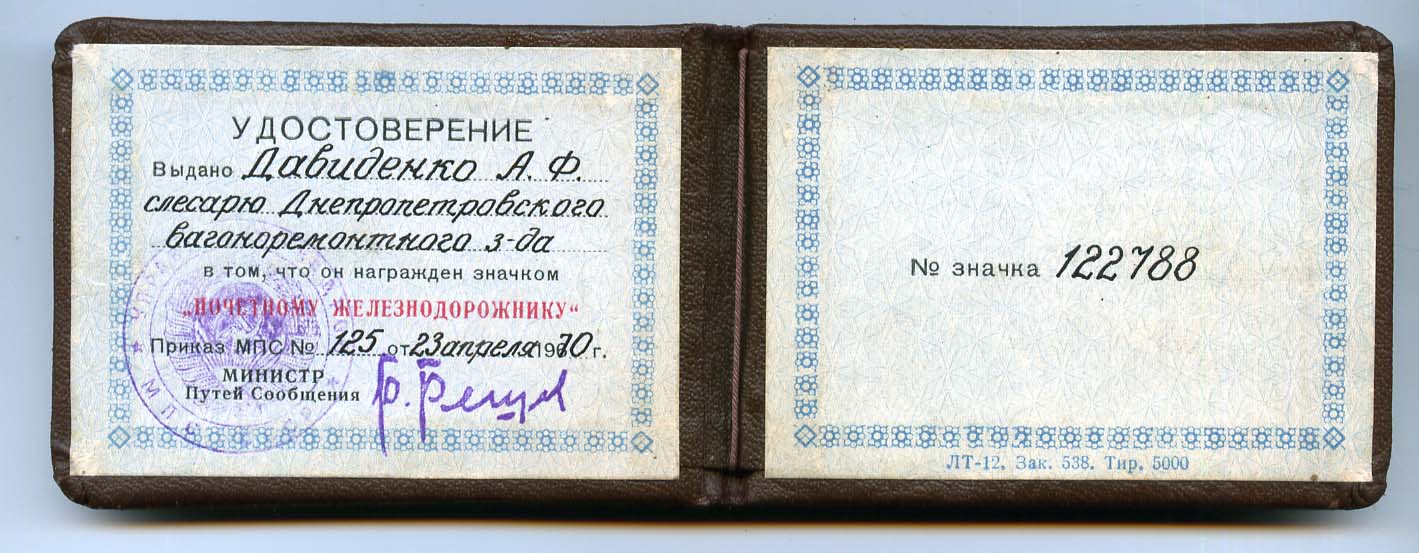 УДОСТОВЕРЕНИЕ
Выдано Давиденко А. Ф.
слесарю Днепропетровского
вагоноремонтного з-да
в том, что он награжден значком
„ПОЧЕТНОМУ ЖЕЛЕЗНОДОРОЖНИКУ“
Приказ МПС № 125 от 23 апреля 1970 г.
МИНИСТР
Путей Сообщения
№ значка 122788
ЛТ-12. Зак. 538. Тир. 5000